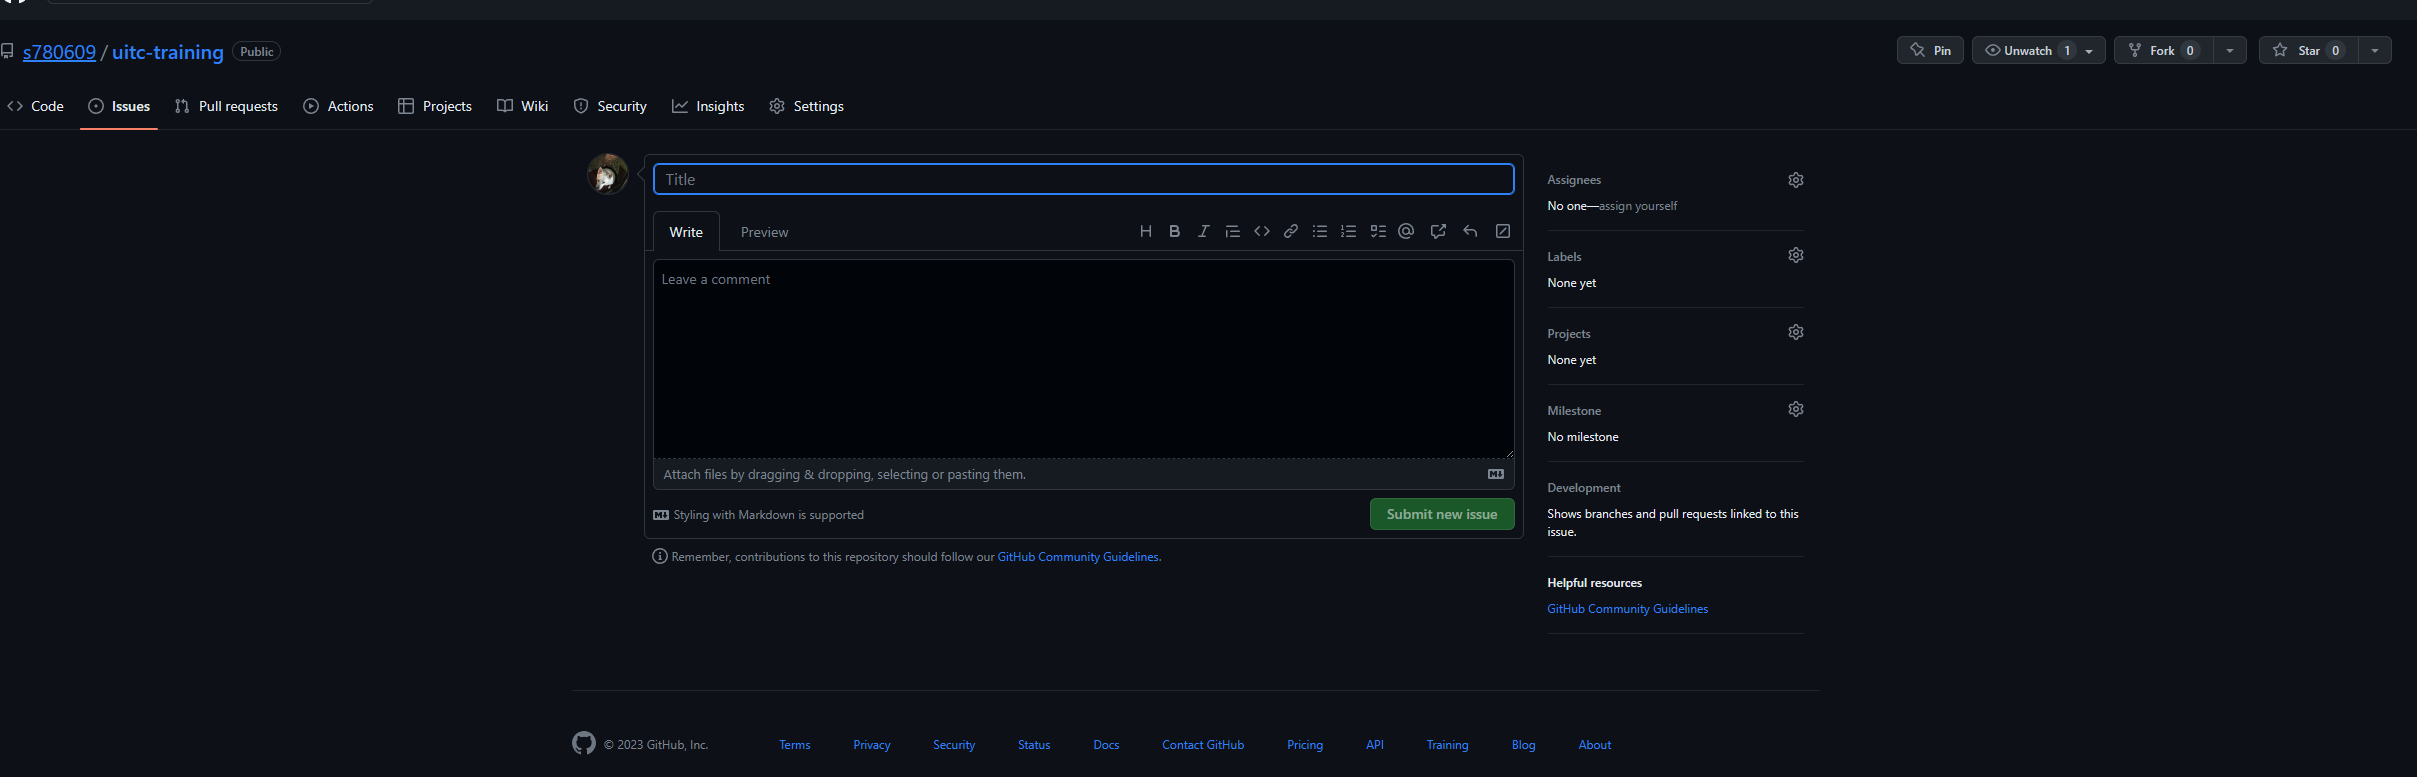 s780609 / uitc-training Public
Pin Unwatch 1 Fork 0 Star 0
Code Issues Pull requests Actions Projects Wiki Security Insights Settings
Title
Write Preview
Leave a comment
Attach files by dragging & dropping, selecting or pasting them.
Styling with Markdown is supported
Submit new issue
Remember, contributions to this repository should follow our GitHub Community Guidelines.
Assignees
No one—assign yourself
Labels
None yet
Projects
None yet
Milestone
No milestone
Development
Shows branches and pull requests linked to this
issue.
Helpful resources
GitHub Community Guidelines
© 2023 GitHub, Inc. Terms Privacy Security Status Docs Contact GitHub Pricing API Training Blog About